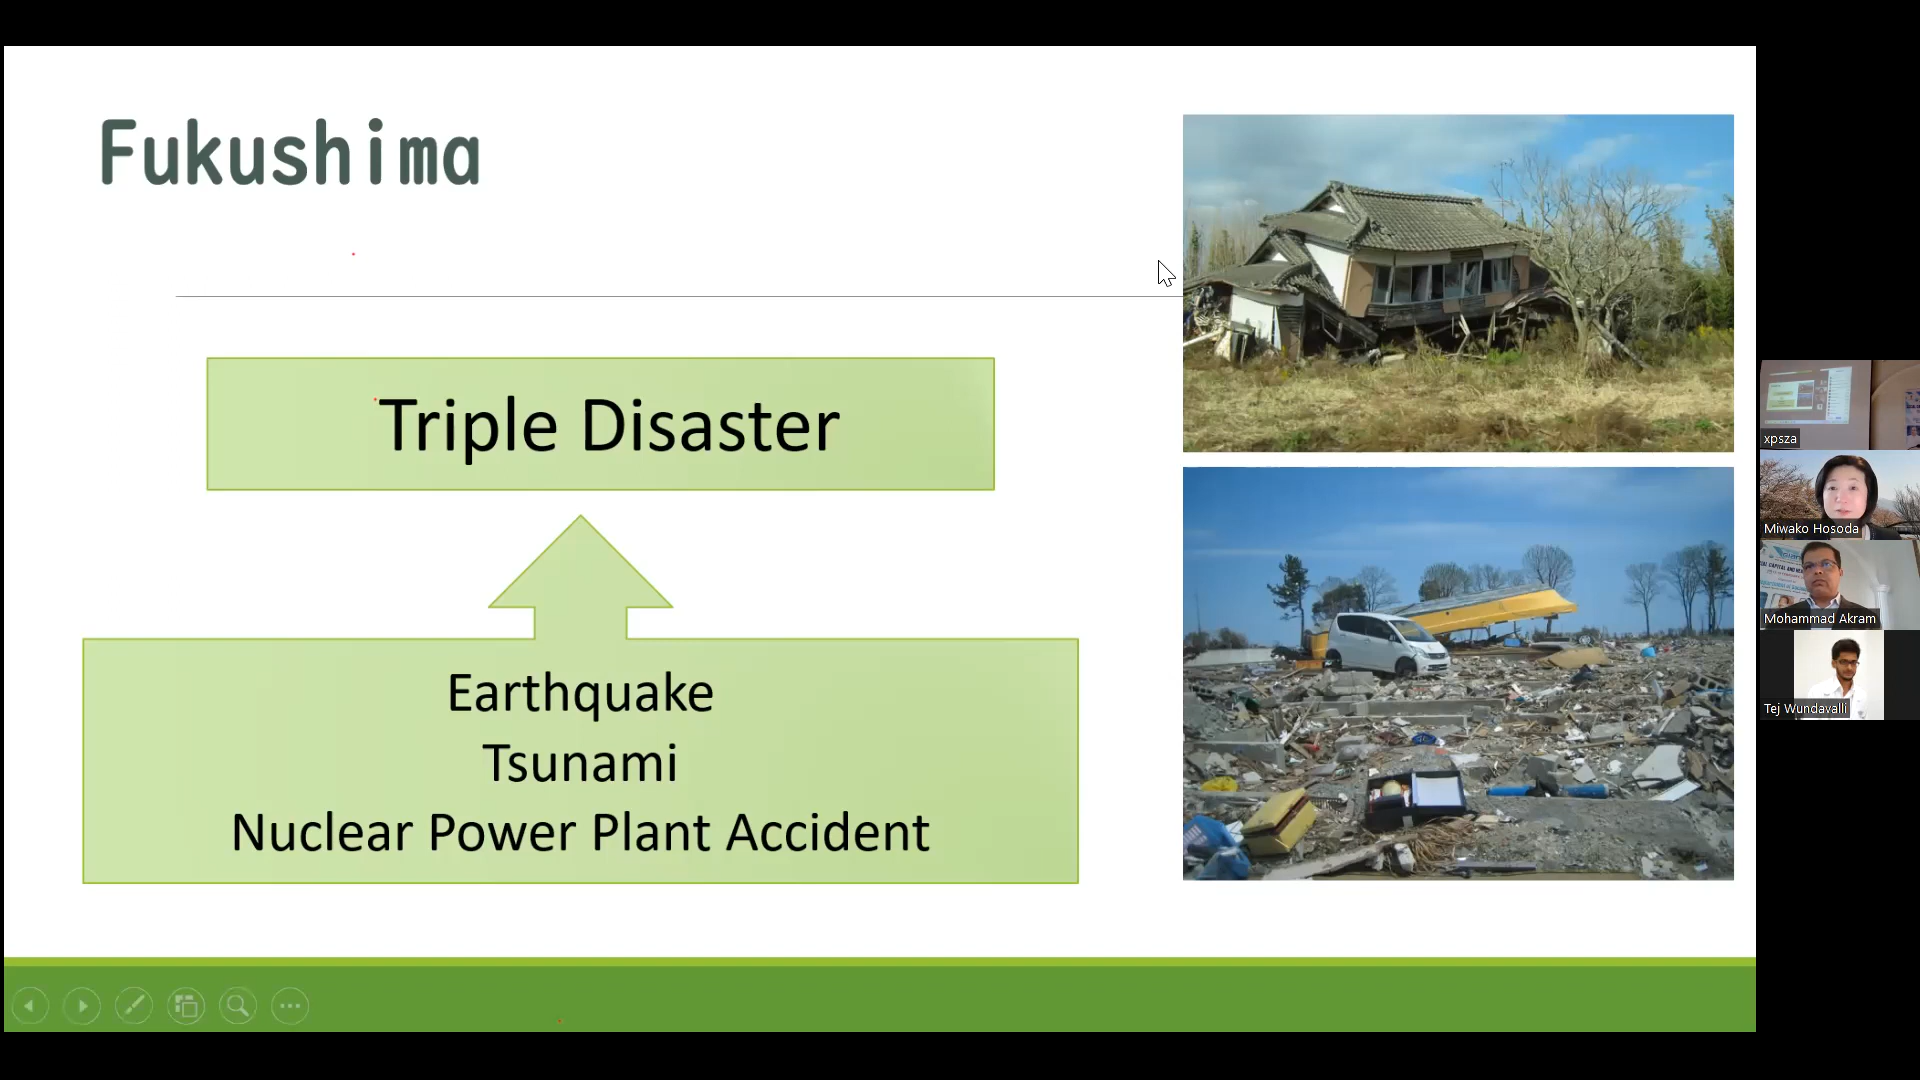 Fukushima
Triple Disaster
Earthquake
Tsunami
Nuclear Power Plant Accident
xpsza
Miwako Hosoda
Mohammad Akram
Tej Wundavalli